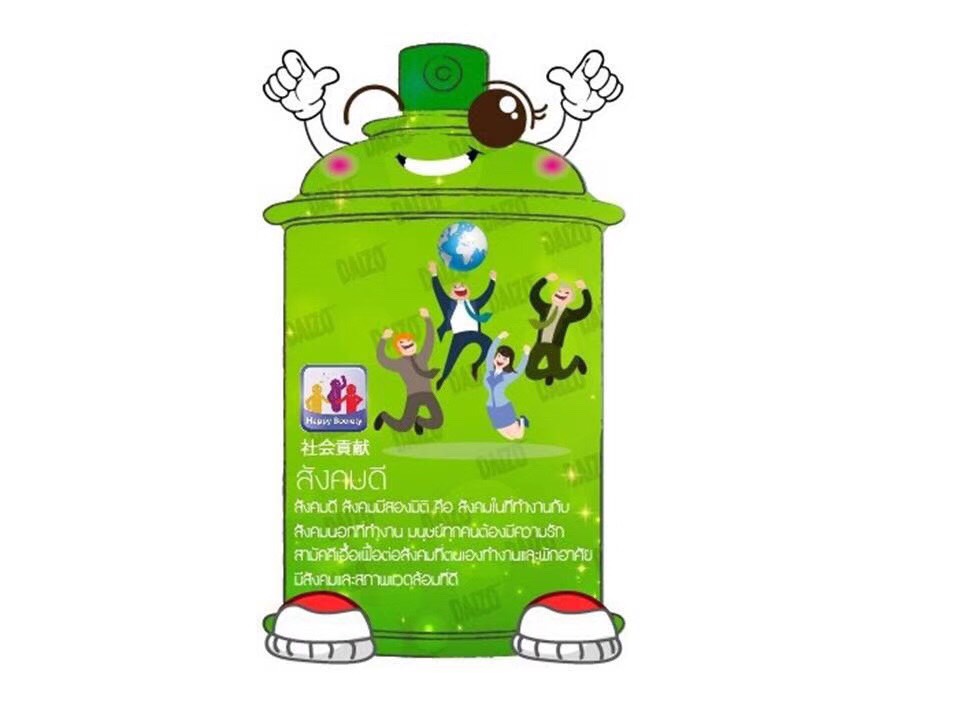 ©
Happy Society
社会貢献
สังคมดี
สังคมดี สังคมมีสองมิติ คือ สังคมในที่ทำงานกับ
สังคมนอกที่ทำงาน มนุษย์ทุกคนต้องมีความรัก
สามัคคีเอื้อเฟื้อต่อสังคมที่ตนเองทำงานและพักอาศัย
มีสังคมและสภาพแวดล้อมที่ดี
DAIZO